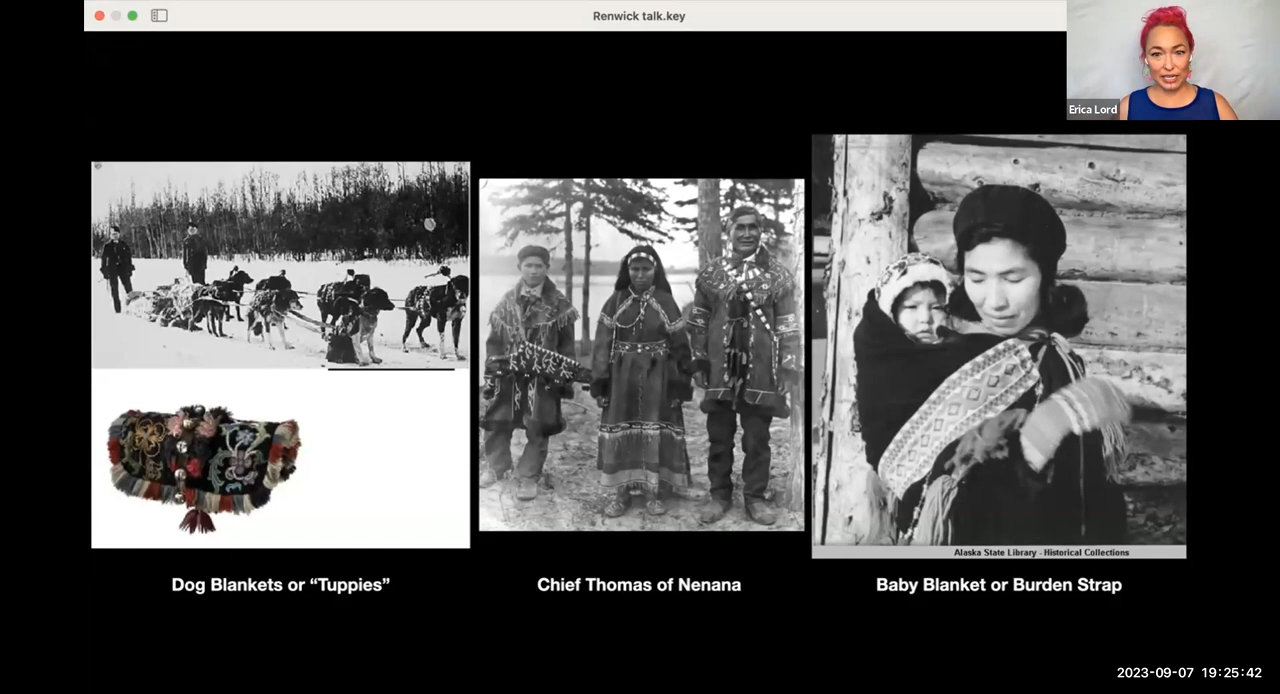 Renwick talk.key
Erica Lord
Alaska State Library - Historical Collections
Dog Blankets or “Tuppies”
Chief Thomas of Nenana
Baby Blanket or Burden Strap
2023-09-07 19:25:42